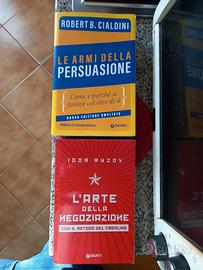 ROBERT B. CIALDINI
LE ARMI DELLA
PERSUASIONE
Come e perché si
finisce col dire di sì
NUOVA EDIZIONE AMPLIATA
GIUNTI
IGOR RYZOV
L'ARTE
DELLA
NEGOZIAZIONE
CON IL METODO DEL CREMLINO
GIUNTI